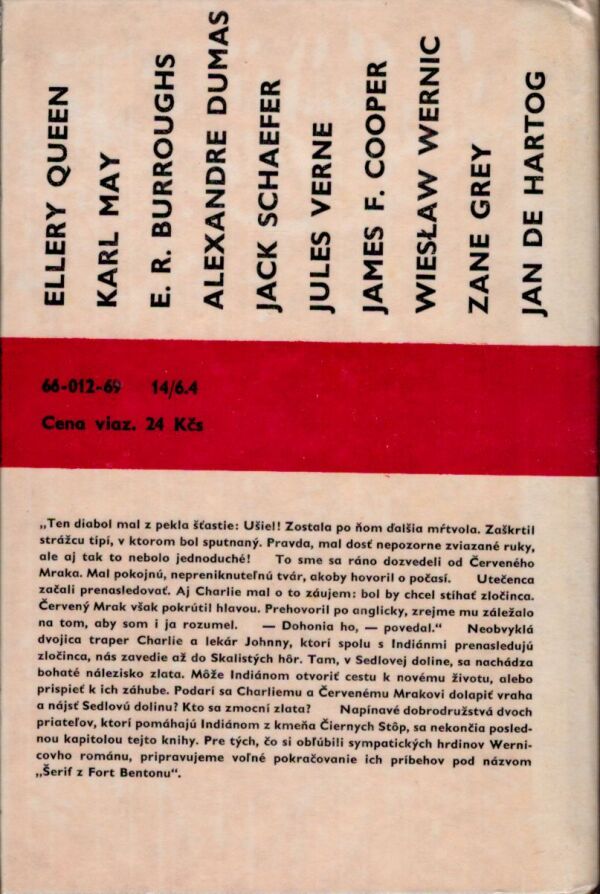 ELLERY QUEEN
KARL MAY
E. R. BURROUGHS
ALEXANDRE DUMAS
JACK SCHAEFER
JULES VERNE
JAMES F. COOPER
WIESŁAW WERNIC
ZANE GREY
JAN DE HARTOG
66-012-69 14/6.4
Cena viaz. 24 Kčs
„Ten diabol mal z pekla šťastie: Ušiel! Zostala po ňom ďalšia mŕtvola. Zaškrtil
strážcu tipí, v ktorom bol sputnaný. Pravda, mal dosť nepozorne zviazané ruky,
ale aj tak to nebolo jednoduché! To sme sa ráno dozvedeli od Červeného
Mraka. Mal pokojnú, nepreniknuteľnú tvár, akoby hovoril o počasí. Utečenca
začali prenasledovať. Aj Charlie mal o to záujem: bol by chcel stíhať zločinca.
Červený Mrak však pokrútil hlavou. Prehovoril po anglicky, zrejme mu záležalo
na tom, aby som i ja rozumel. — Dohonia ho, — povedal.“ Neobvyklá
dvojica traper Charlie a lekár Johnny, ktorí spolu s Indiánmi prenasledujú
zločinca, nás zavedie až do Skalistých hôr. Tam, v Sedlovej doline, sa nachádza
bohaté nálezisko zlata. Môže Indiánom otvoriť cestu k novému životu, alebo
prispieť k ich záhube. Podarí sa Charliemu a Červenému Mrakovi dolapiť vraha
a nájsť Sedlovú dolinu? Kto sa zmocní zlata? Napínavé dobrodružstvá dvoch
priateľov, ktorí pomáhajú Indiánom z kmeňa Čiernych Stôp, sa nekončia posled-
nou kapitolou tejto knihy. Pre tých, čo si obľúbili sympatických hrdinov Werni-
covho románu, pripravujeme voľné pokračovanie ich príbehov pod názvom
„Šerif z Fort Bentonu“.